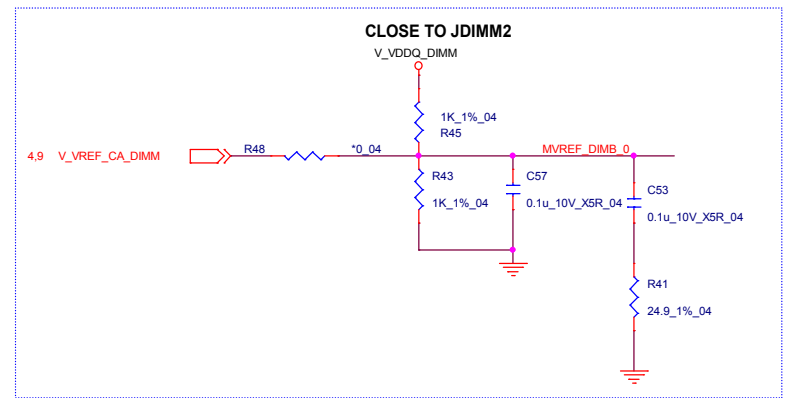 CLOSE TO JDIMM2
V_VDDQ_DIMM
1K_1%_04
R45
4,9 V_VREF_CA_DIMM
R48
*0_04
MVREF_DIMB_0
R43
1K_1%_04
C57
0.1u_10V_X5R_04
C53
0.1u_10V_X5R_04
R41
24.9_1%_04